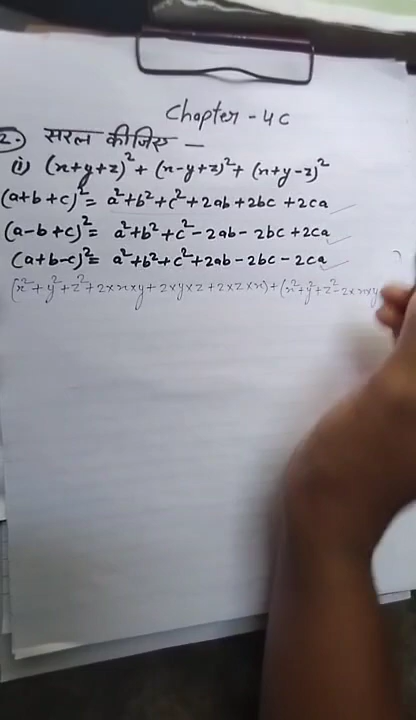 Chapter - 4C
2. सरल कीजिए —
i) (x+y+z)² + (x-y+z)² + (x+y-z)²
(a+b+c)² = a²+b²+c²+2ab+2bc+2ca
(a-b+c)² = a²+b²+c²-2ab-2bc+2ca
(a+b-c)² = a²+b²+c²+2ab-2bc-2ca
(x²+y²+z²+2×x×y+2×y×z+2×z×x)+(x²+y²+z²-2×x×y